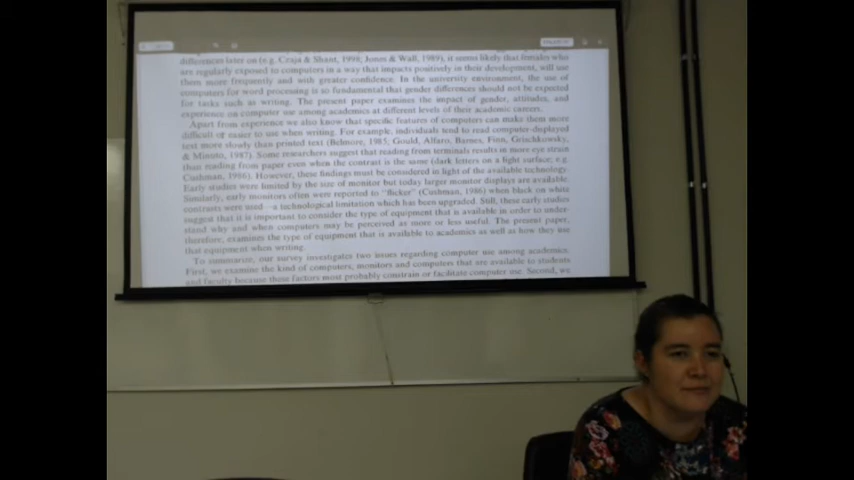 differences later on (e.g. Craja & Shant, 1998; Jones & Wall, 1989), it seems likely that females who
are regularly exposed to computers in a way that impacts positively in their development, will use
them more frequently and with greater confidence. In the university environment, the use of
computers for word processing is so fundamental that gender differences should not be expected
for tasks such as writing. The present paper examines the impact of gender, attitudes, and
experience on computer use among academics at different levels of their academic careers.
Apart from experience we also know that specific features of computers can make them more
difficult or easier to use when writing. For example, individuals tend to read computer-displayed
text more slowly than printed text (Belmore, 1985; Gould, Alfaro, Barnes, Finn, Grischkowsky,
& Minuto, 1987). Some researchers suggest that reading from terminals results in more eye strain
than reading from paper even when the contrast is the same (dark letters on a light surface; e.g.
Cushman, 1986). However, these findings must be considered in light of the available technology.
Early studies were limited by the size of monitor but today larger monitor displays are available.
Similarly, early monitors often were reported to "flicker" (Cushman, 1986) when black on white
contrasts were used—a technological limitation which has been upgraded. Still, these early studies
suggest that it is important to consider the type of equipment that is available in order to under-
stand why and when computers may be perceived as more or less useful. The present paper,
therefore, examines the type of equipment that is available to academics as well as how they use
that equipment when writing.
To summarize, our survey investigates two issues regarding computer use among academics.
First, we examine the kind of computers, monitors and computers that are available to students
and faculty because those factors most probably constrain or facilitate computer use. Second, we